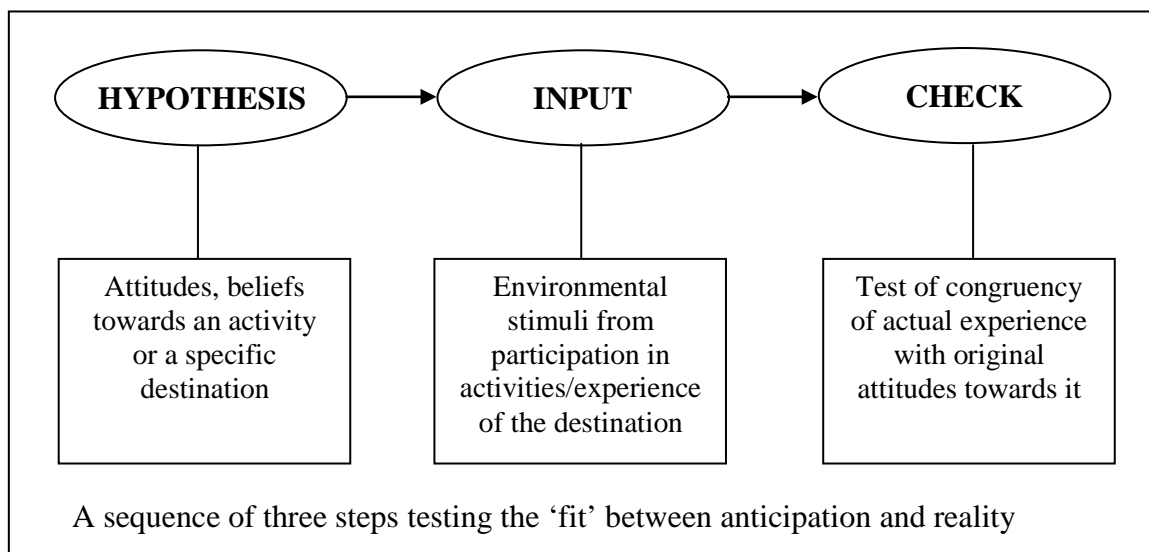 HYPOTHESIS
INPUT
CHECK
Attitudes, beliefs
towards an activity
or a specific
destination
Environmental
stimuli from
participation in
activities/experience
of the destination
Test of congruency
of actual experience
with original
attitudes towards it
A sequence of three steps testing the ‘fit’ between anticipation and reality